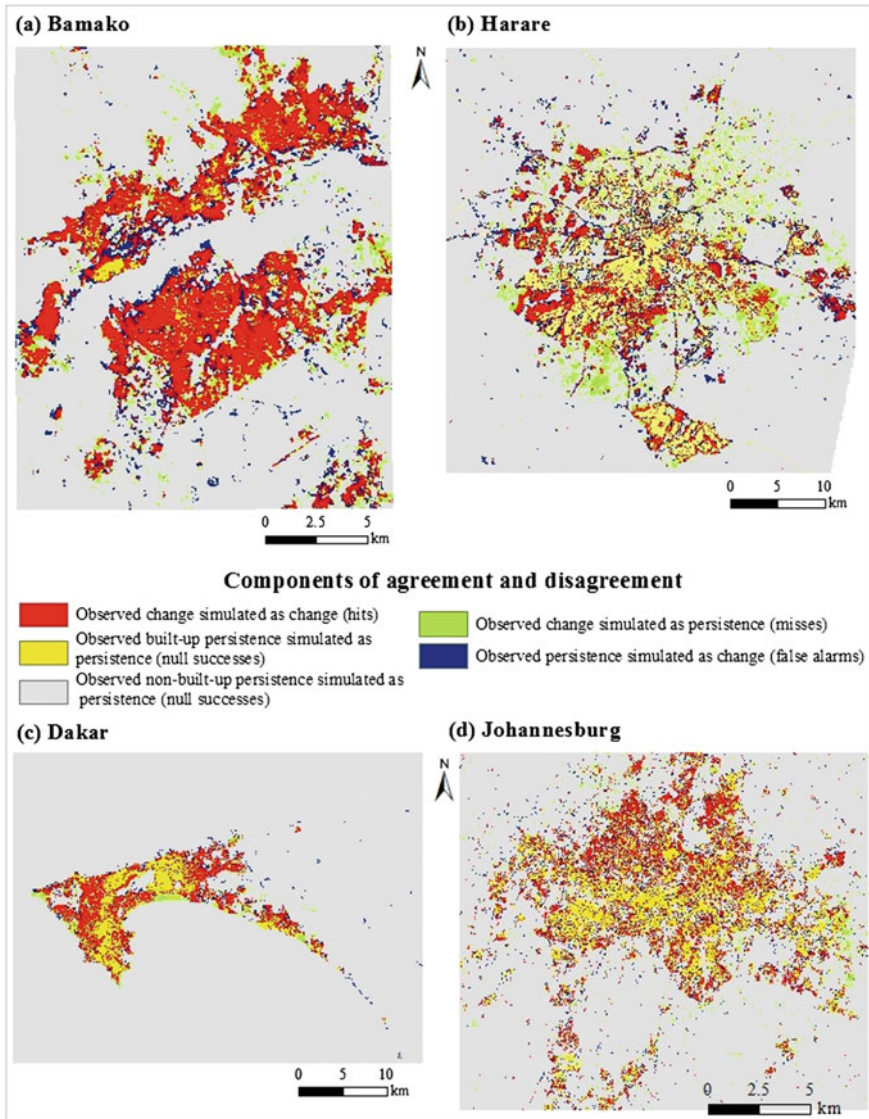 (a) Bamako
(b) Harare
N
0 2.5 5
km
0 5 10
km
Components of agreement and disagreement
Observed change simulated as change (hits)
Observed built-up persistence simulated as
persistence (null successes)
Observed non-built-up persistence simulated as
persistence (null successes)
Observed change simulated as persistence (misses)
Observed persistence simulated as change (false alarms)
(c) Dakar
(d) Johannesburg
N
0 5 10
km
0 2.5 5
km